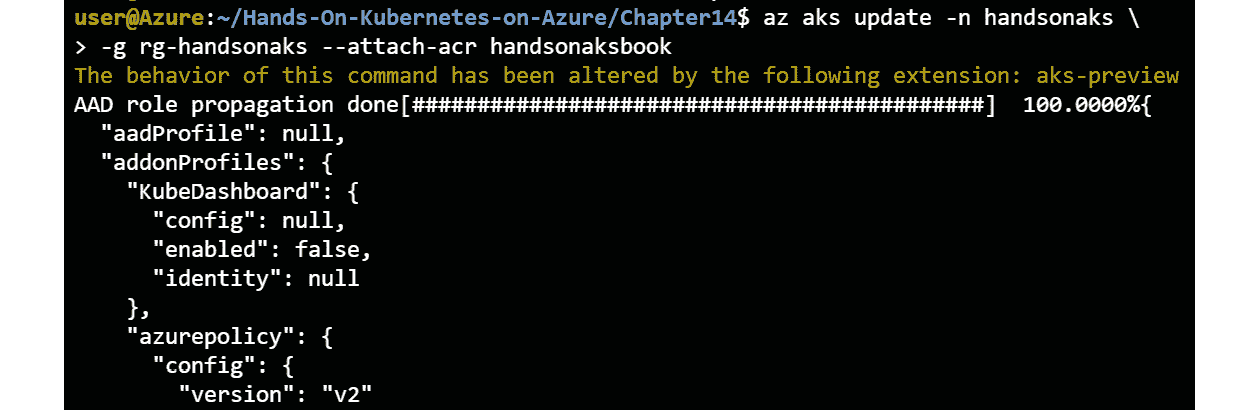 user@Azure:~/Hands-On-Kubernetes-on-Azure/Chapter14$ az aks update -n handsonaks \
> -g rg-handsonaks --attach-acr handsonaksbook
The behavior of this command has been altered by the following extension: aks-preview
AAD role propagation done[############################################]  100.0000%{
  "aadProfile": null,
  "addonProfiles": {
    "KubeDashboard": {
      "config": null,
      "enabled": false,
      "identity": null
    },
    "azurepolicy": {
      "config": {
        "version": "v2"